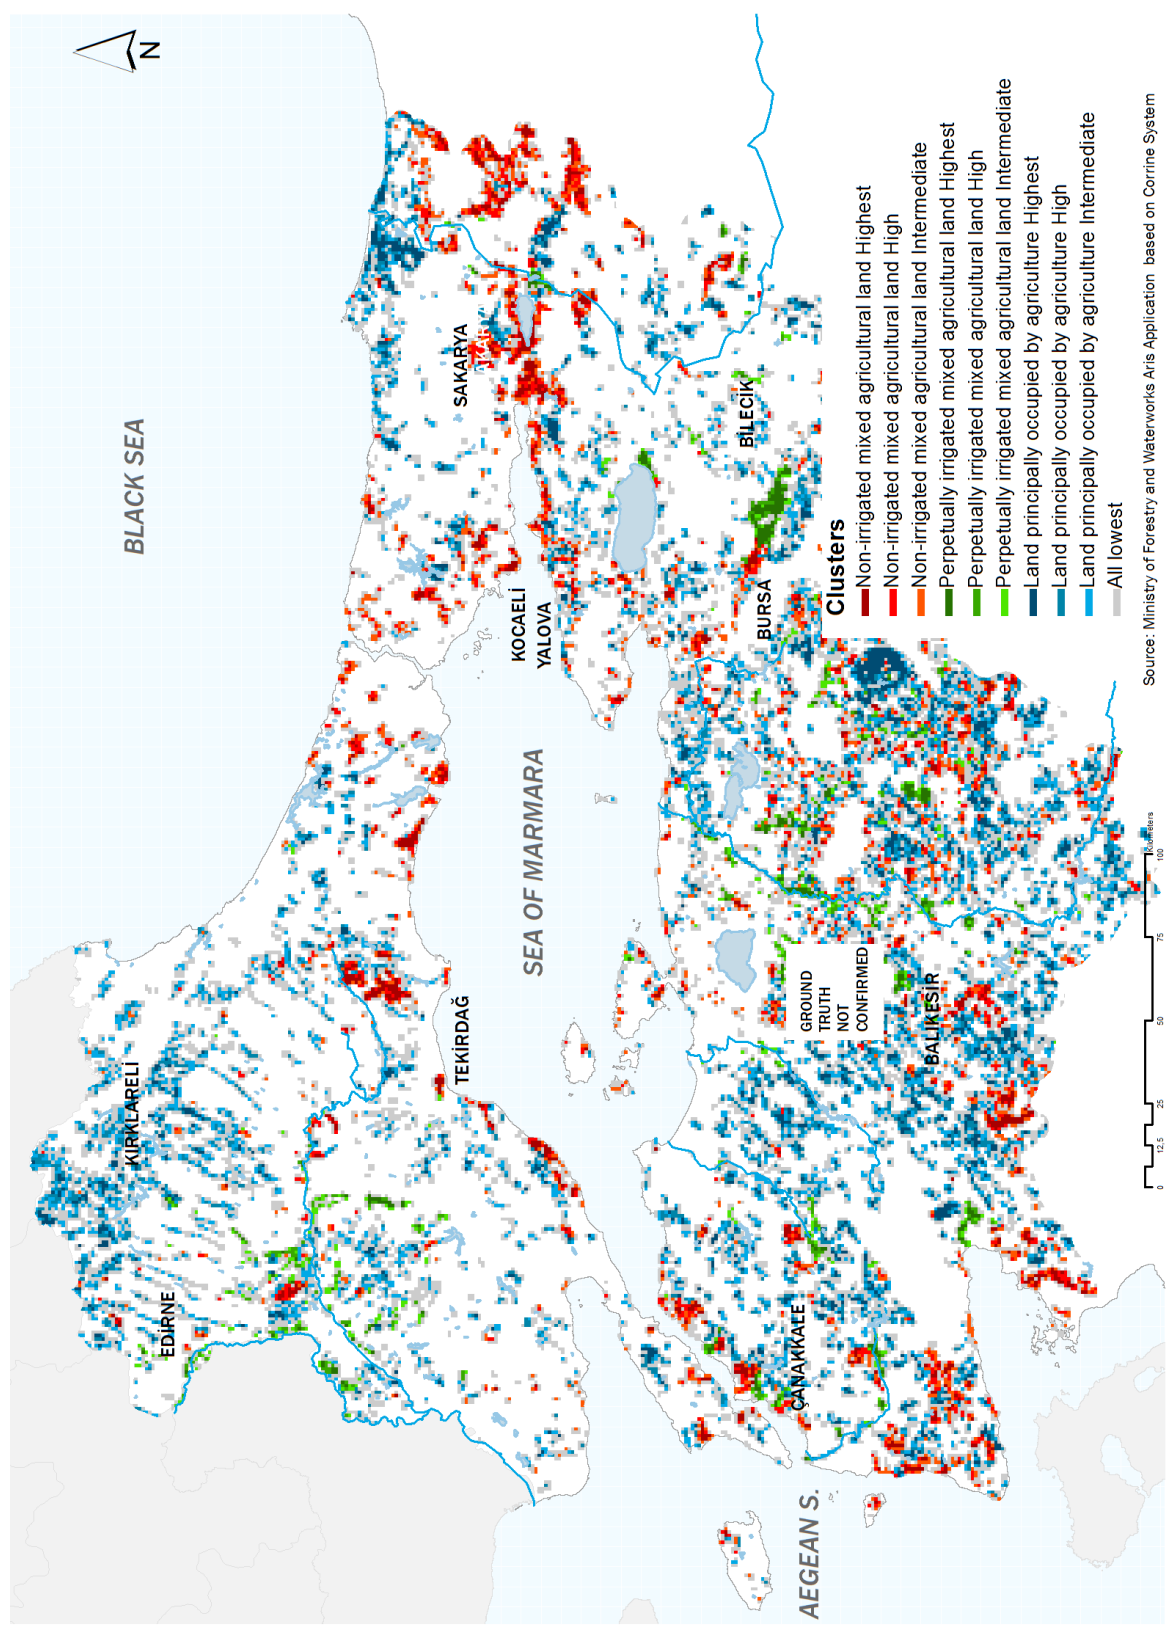 N
BLACK SEA
KIRKLARELİ
EDİRNE
TEKİRDAĞ
SAKARYA
KOCAELİ
YALOVA
SEA OF MARMARA
BİLECİK
BURSA
ÇANAKKALE
BALIKESİR
AEGEAN S.
GROUND
TRUTH
NOT
CONFIRMED
Clusters
Non-irrigated mixed agricultural land Highest
Non-irrigated mixed agricultural land High
Non-irrigated mixed agricultural land Intermediate
Perpetually irrigated mixed agricultural land Highest
Perpetually irrigated mixed agricultural land High
Perpetually irrigated mixed agricultural land Intermediate
Land principally occupied by agriculture Highest
Land principally occupied by agriculture High
Land principally occupied by agriculture Intermediate
All lowest
0 12,5 25 50 75 100
Kilometers
Source: Ministry of Forestry and Waterworks Aris Application based on Corrine System